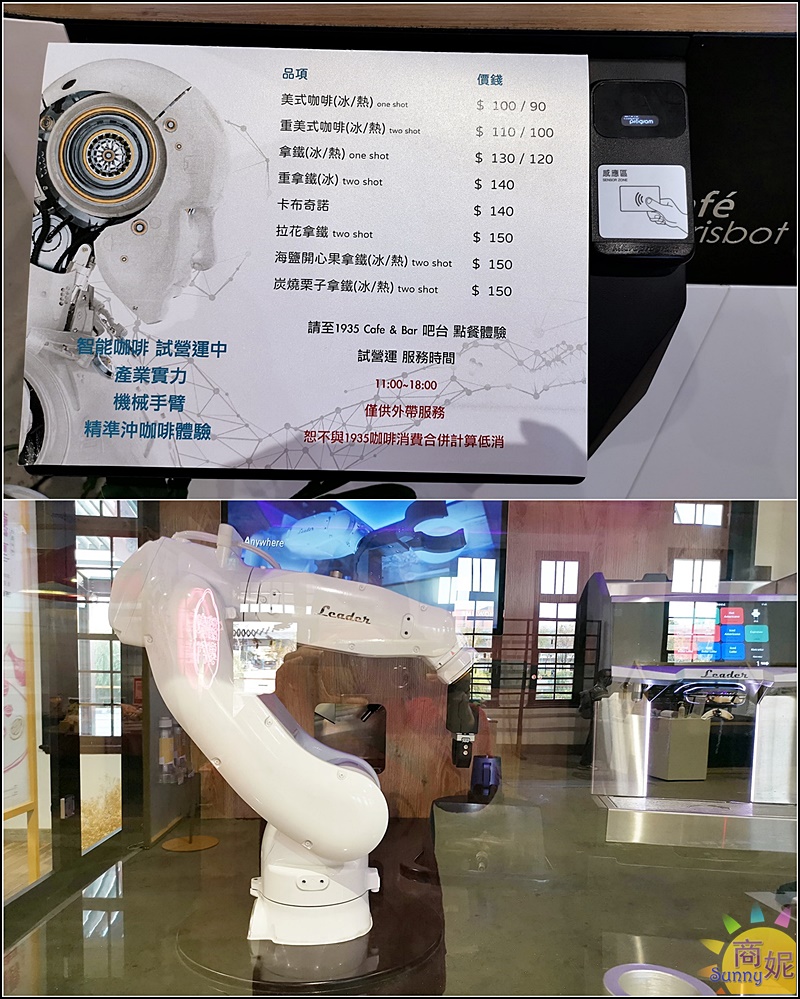 品項 價錢
美式咖啡(冰/熱) one shot $ 100 / 90
重美式咖啡(冰/熱) two shot $ 110 / 100
拿鐵(冰/熱) one shot $ 130 / 120
重拿鐵(冰) two shot $ 140
卡布奇諾 $ 140
拉花拿鐵 two shot $ 150
海鹽開心果拿鐵(冰/熱) two shot $ 150
炭燒栗子拿鐵(冰/熱) two shot $ 150
請至1935 Cafe & Bar 吧台 點餐體驗
試營運 服務時間
11:00~18:00
僅供外帶服務
恕不與1935咖啡消費合併計算低消
智能咖啡 試營運中
產業實力
機械手臂
精準沖咖啡體驗
pilgram
感應區
SENSOR ZONE
afé
risbot
Anywhere
Leader
Leader
商妮
Sunny